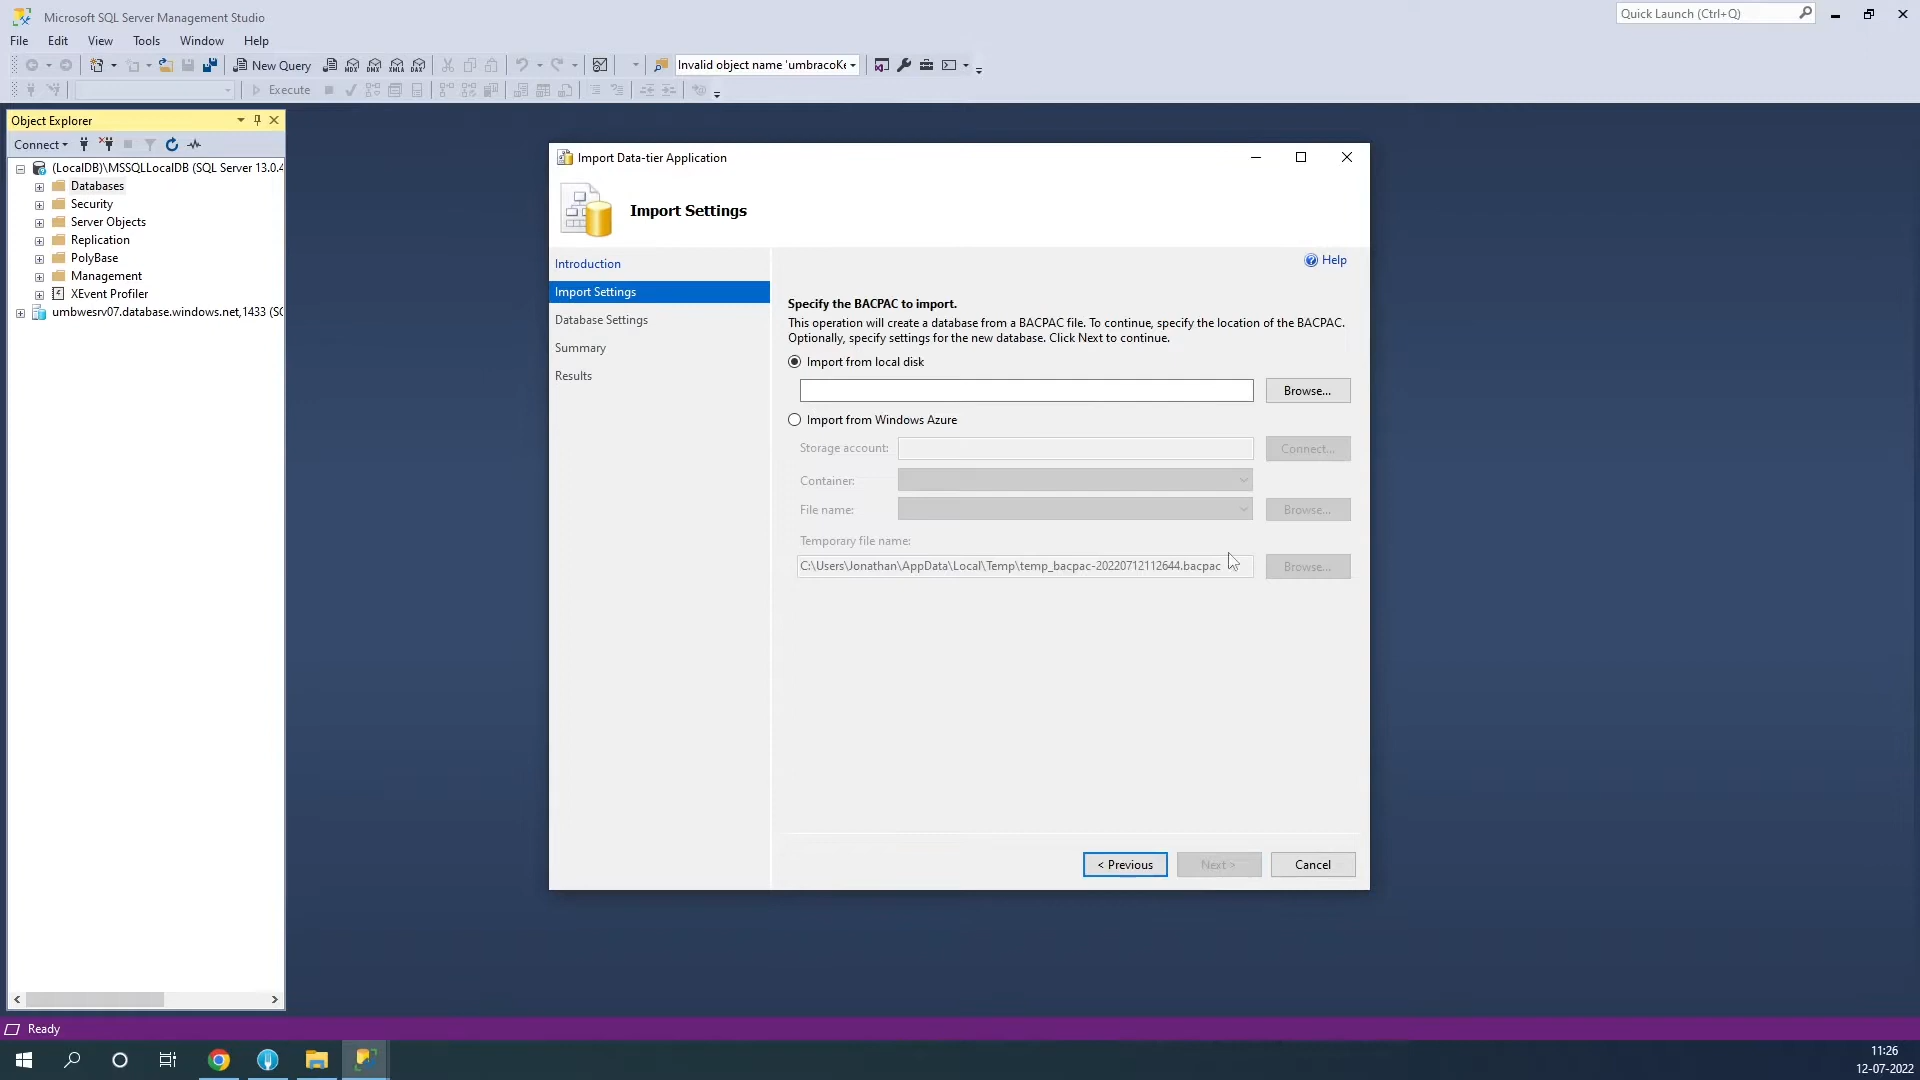 Microsoft SQL Server Management Studio
Quick Launch (Ctrl+Q)
File Edit View Tools Window Help
New Query
Invalid object name 'umbracoKe
Execute
Object Explorer
Connect
(LocalDB)\MSSQLLocalDB (SQL Server 13.0.4
Databases
Security
Server Objects
Replication
PolyBase
Management
XEvent Profiler
umbwesrv07.database.windows.net,1433 (SQ
Import Data-tier Application
Import Settings
Introduction
Import Settings
Database Settings
Summary
Results
Help
Specify the BACPAC to import.
This operation will create a database from a BACPAC file. To continue, specify the location of the BACPAC.
Optionally, specify settings for the new database. Click Next to continue.
Import from local disk
Browse...
Import from Windows Azure
Storage account:
Connect...
Container:
File name:
Browse...
Temporary file name:
C:\Users\Jonathan\AppData\Local\Temp\temp_bacpac-20220712112644.bacpac
Browse...
< Previous
Next >
Cancel
Ready
11:26
12-07-2022